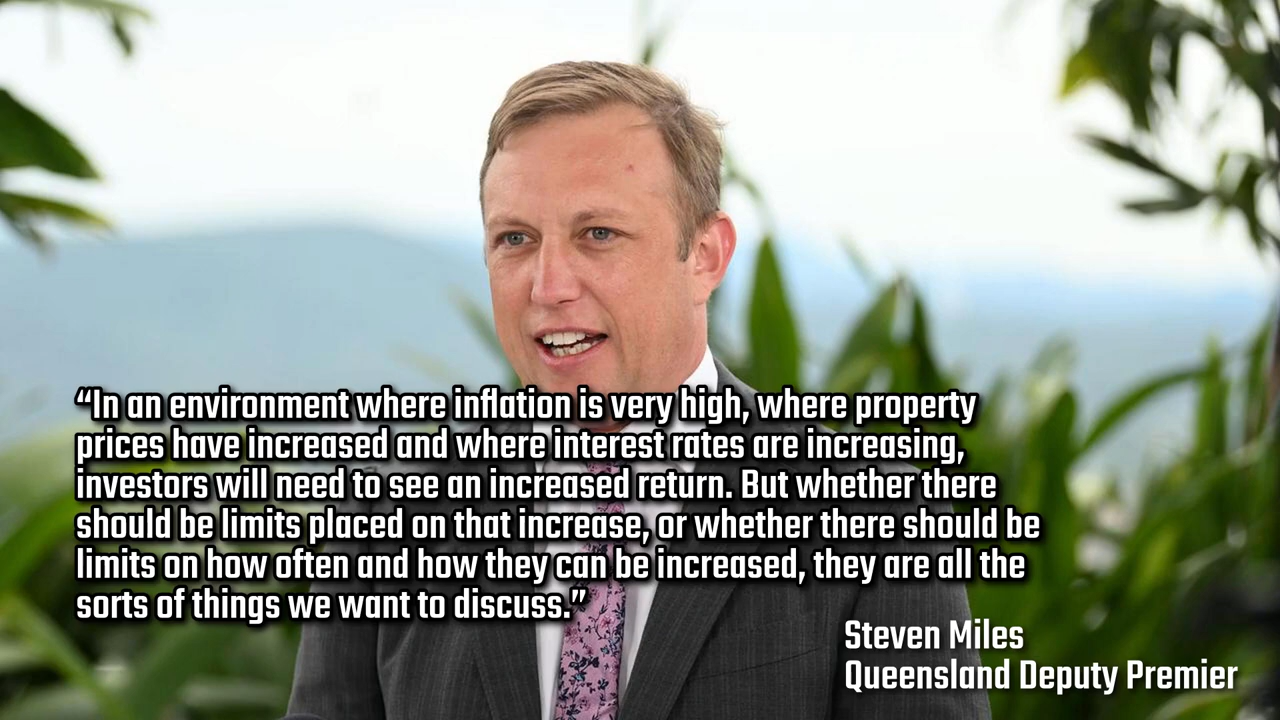 “In an environment where inflation is very high, where property
prices have increased and where interest rates are increasing,
investors will need to see an increased return. But whether there
should be limits placed on that increase, or whether there should be
limits on how often and how they can be increased, they are all the
sorts of things we want to discuss.”
Steven Miles
Queensland Deputy Premier